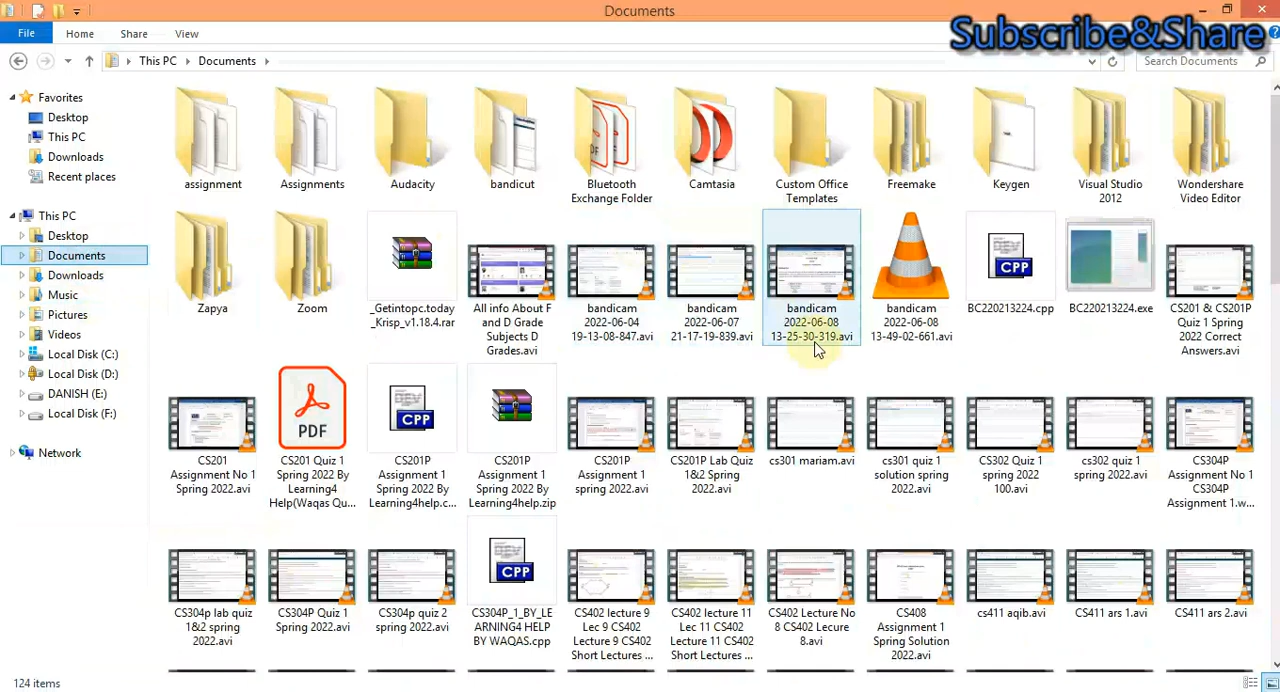 Documents
Subscribe&Share
File
Home
Share
View
This PC
Documents
Search Documents
Favorites
Desktop
This PC
Downloads
Recent places
This PC
Desktop
Documents
Downloads
Music
Pictures
Videos
Local Disk (C:)
Local Disk (D:)
DANISH (E:)
Local Disk (F:)
Network
assignment
Assignments
Audacity
bandicut
Bluetooth
Exchange Folder
Camtasia
Custom Office
Templates
Freemake
Keygen
Visual Studio
2012
Wondershare
Video Editor
Zapya
Zoom
_Getintopc.today
_Krisp_v1.18.4.rar
All info About F
and D Grade
Subjects D
Grades.avi
bandicam
2022-06-04
19-13-08-847.avi
bandicam
2022-06-07
21-17-19-839.avi
bandicam
2022-06-08
13-25-30-319.avi
bandicam
2022-06-08
13-49-02-661.avi
CPP
BC220213224.cpp
BC220213224.exe
CS201 & CS201P
Quiz 1 Spring
2022 Correct
Answers.avi
CS201
Assignment No 1
Spring 2022.avi
PDF
CS201 Quiz 1
Spring 2022 By
Learning4
Help(Waqas Qu...
CPP
CS201P
Assignment 1
Spring 2022 By
Learning4help.c...
CS201P
Assignment 1
Spring 2022 By
Learning4help.zip
CS201P
Assignment 1
spring 2022.avi
CS201P Lab Quiz
1&2 Spring
2022.avi
cs301 mariam.avi
cs301 quiz 1
solution spring
2022.avi
CS302 Quiz 1
spring 2022
100.avi
cs302 quiz 1
spring 2022.avi
CS304P
Assignment No 1
CS304P
Assignment 1.w...
CS304p lab quiz
1&2 spring
2022.avi
CS304P Quiz 1
Spring 2022.avi
CS304p quiz 2
spring 2022.avi
CPP
CS304P_1_BY_LE
ARNING4 HELP
BY WAQAS.cpp
CS402 lecture 9
Lec 9 CS402
Lecture 9 CS402
Short Lectures ...
CS402 lecture 11
Lec 11 CS402
Lecture 11 CS402
Short Lectures ...
CS402 Lecture No
8 CS402 Lecure
8.avi
CS408
Assignment 1
Spring Solution
2022.avi
cs411 aqib.avi
CS411 ars 1.avi
CS411 ars 2.avi
124 items